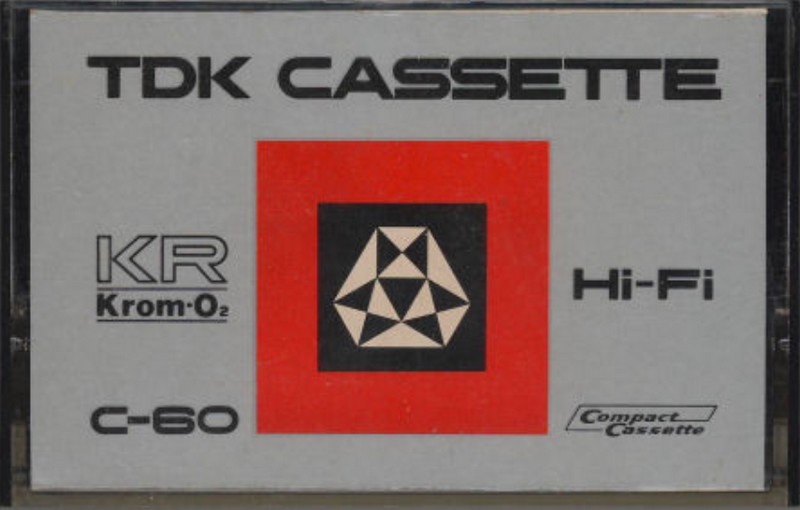 TDK CASSETTE
KR
Krom·O₂
Hi-Fi
C-60
Compact
Cassette